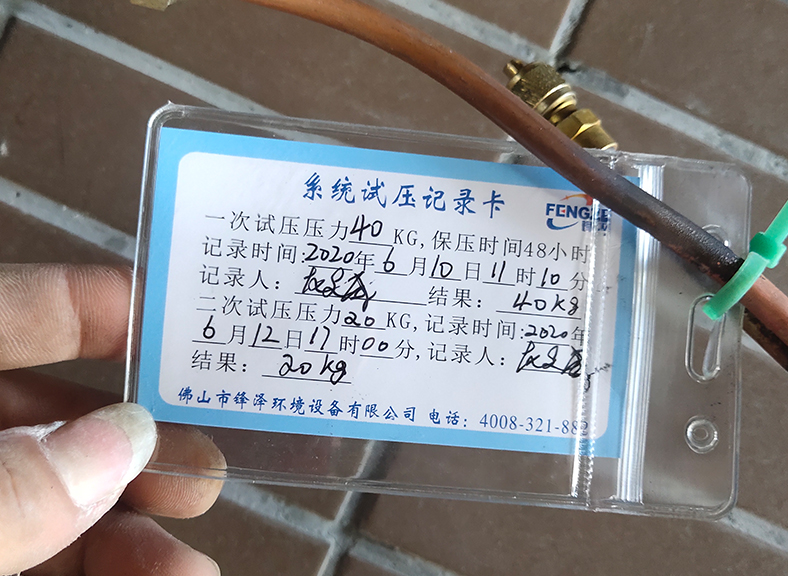 系统试压记录卡
FENG
一次试压压力40KG,保压时间48小时
记录时间:2020年6月10日11时10分
记录人: 结果:40kg
二次试压压力20KG,记录时间:2020年
6月12日17时00分,记录人:
结果:20kg
佛山市锋泽环境设备有限公司 电话:4008-321-88